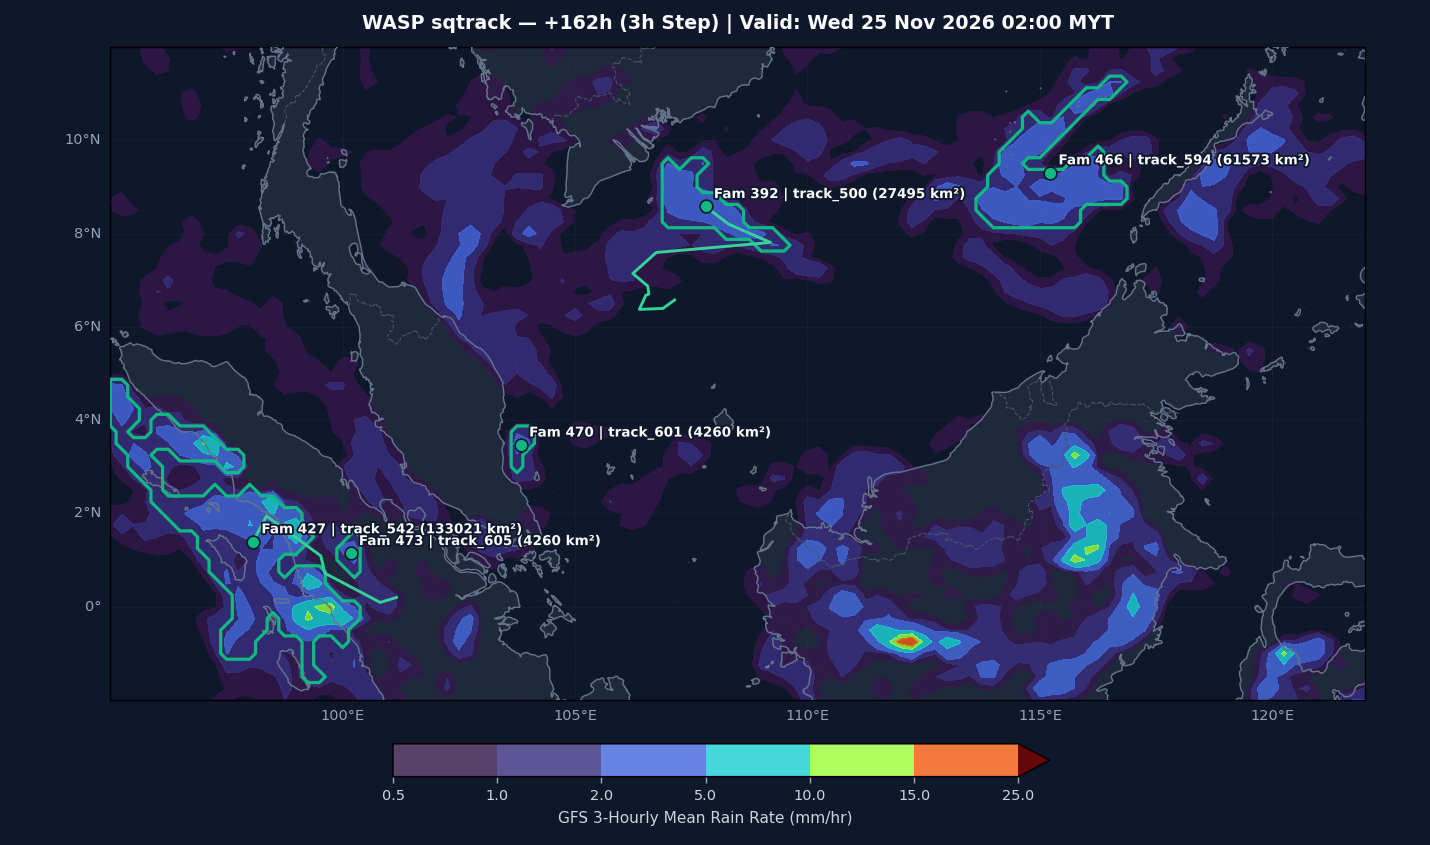 WASP sqtrack — +162h (3h Step) | Valid: Wed 25 Nov 2026 02:00 MYT
10°N
8°N
6°N
4°N
2°N
0°
Fam 466 | track_594 (61573 km²)
Fam 392 | track_500 (27495 km²)
Fam 470 | track_601 (4260 km²)
Fam 427 | track_542 (133021 km²)
Fam 473 | track_605 (4260 km²)
100°E 105°E 110°E 115°E 120°E
0.5 1.0 2.0 5.0 10.0 15.0 25.0
GFS 3-Hourly Mean Rain Rate (mm/hr)